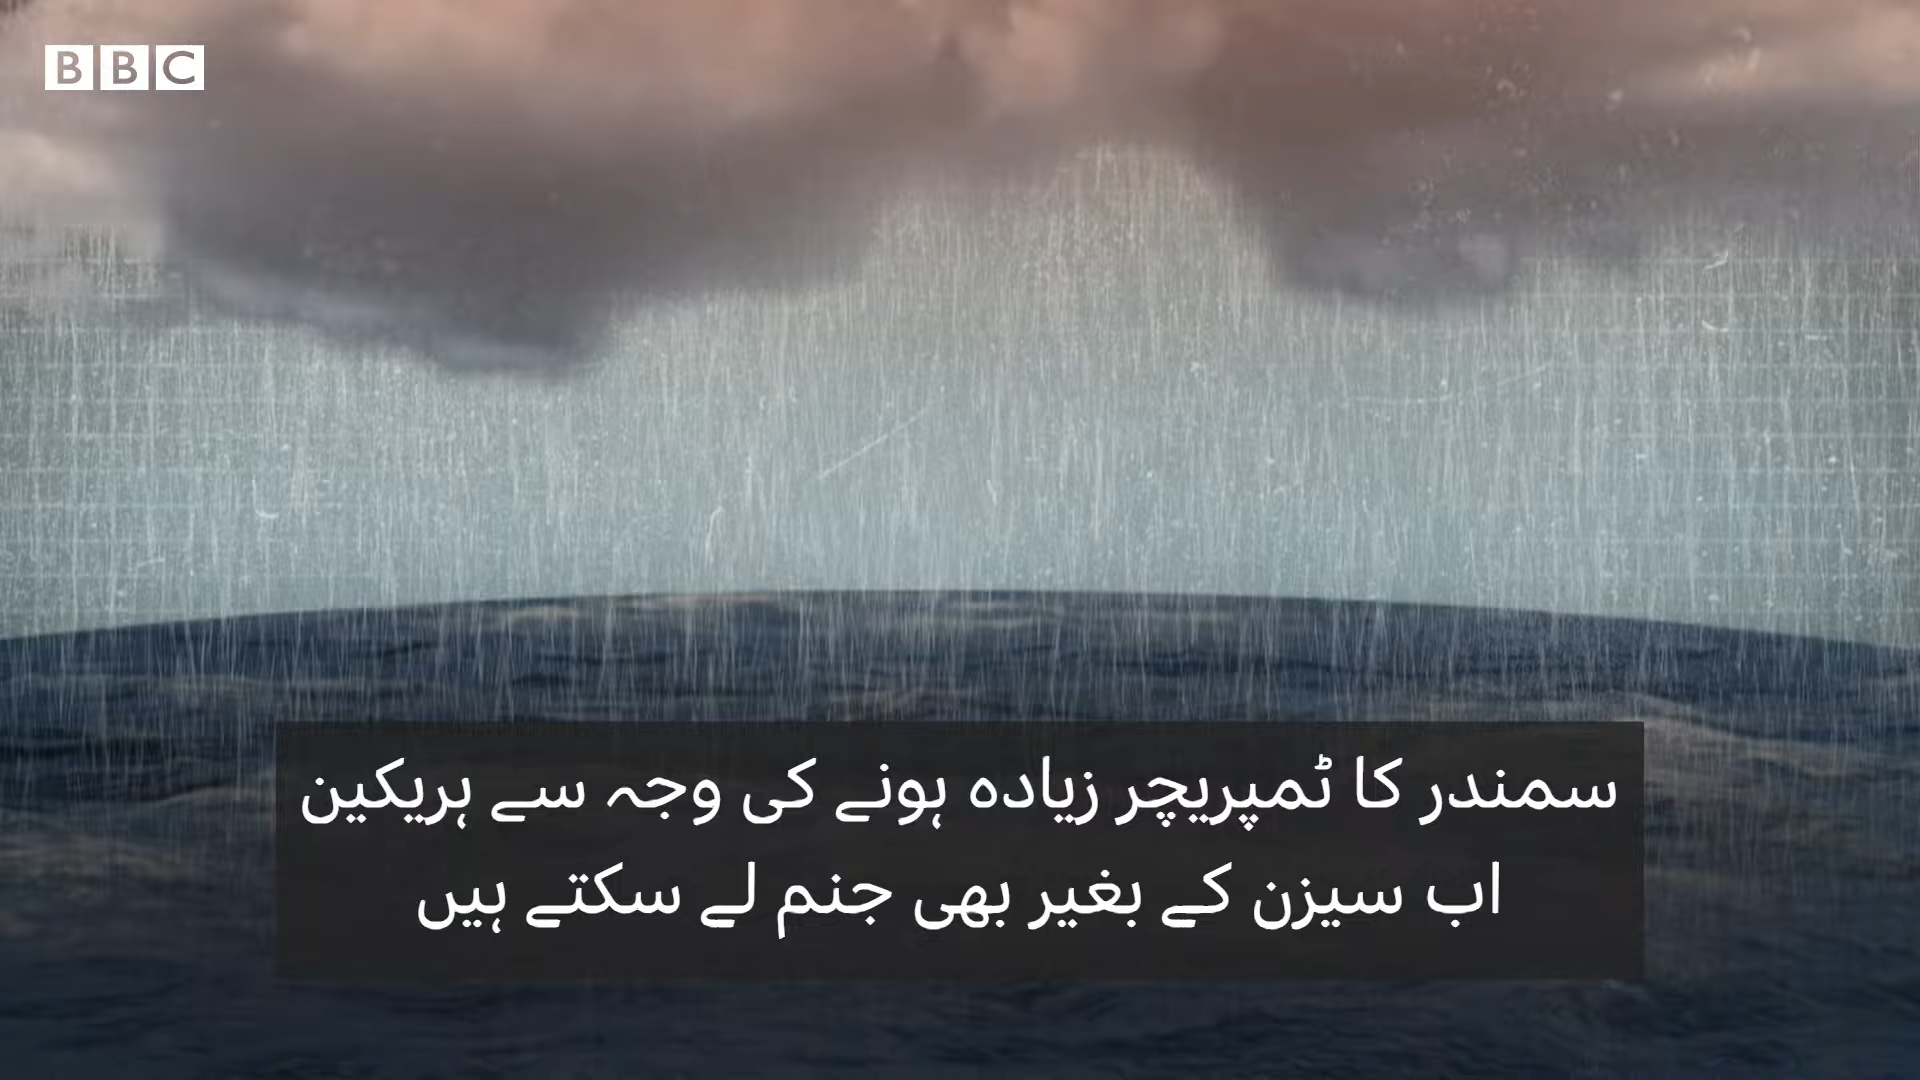 BBC
سمندر کا ٹمپریچر زیادہ ہونے کی وجہ سے ہریکین
اب سیزن کے بغیر بھی جنم لے سکتے ہیں